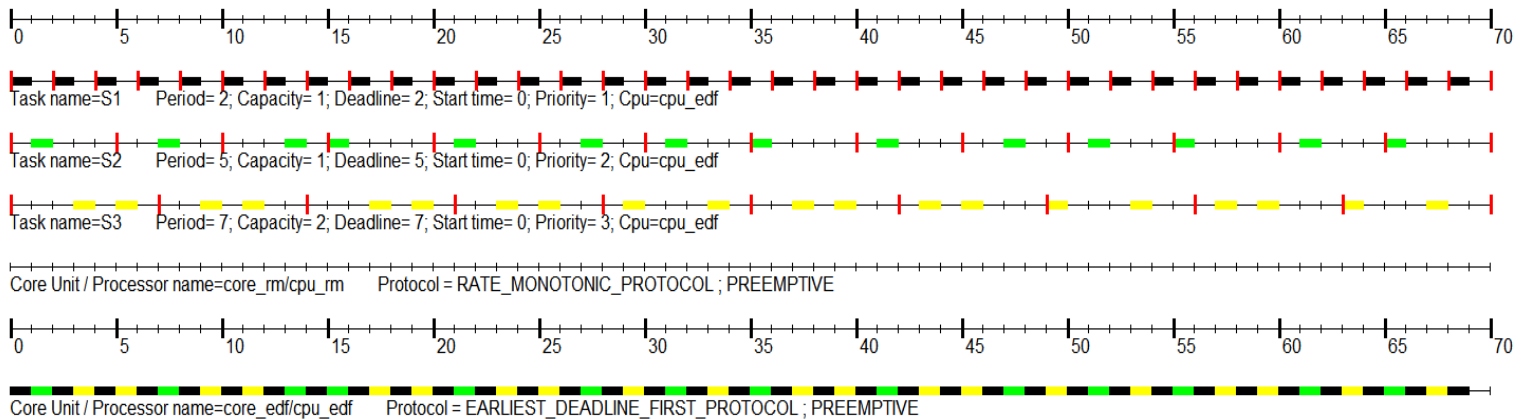 0 5 10 15 20 25 30 35 40 45 50 55 60 65 70
Task name=S1 Period= 2; Capacity= 1; Deadline= 2; Start time= 0; Priority= 1; Cpu=cpu_edf
Task name=S2 Period= 5; Capacity= 1; Deadline= 5; Start time= 0; Priority= 2; Cpu=cpu_edf
Task name=S3 Period= 7; Capacity= 2; Deadline= 7; Start time= 0; Priority= 3; Cpu=cpu_edf
Core Unit / Processor name=core_rm/cpu_rm Protocol = RATE_MONOTONIC_PROTOCOL ; PREEMPTIVE
0 5 10 15 20 25 30 35 40 45 50 55 60 65 70
Core Unit / Processor name=core_edf/cpu_edf Protocol = EARLIEST_DEADLINE_FIRST_PROTOCOL ; PREEMPTIVE